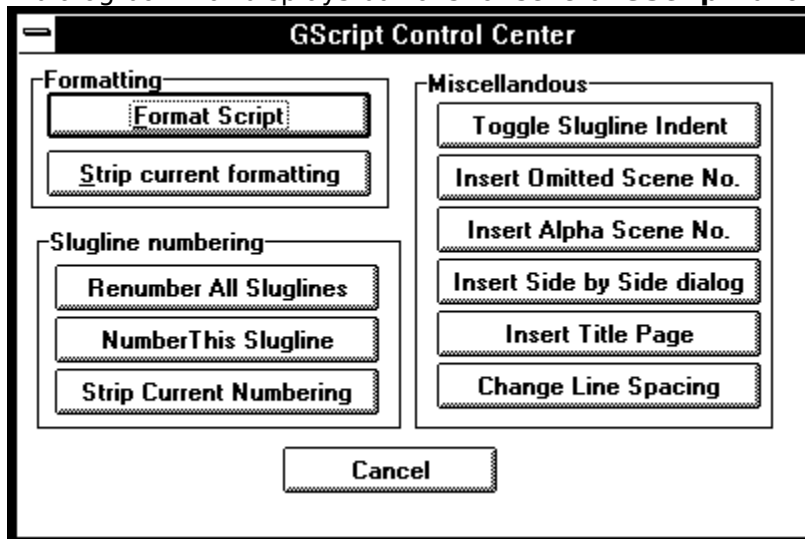 GScript Control Center
Formatting
Format Script
Strip current formatting
Slugline numbering
Renumber All Sluglines
NumberThis Slugline
Strip Current Numbering
Miscellandous
Toggle Slugline Indent
Insert Omitted Scene No.
Insert Alpha Scene No.
Insert Side by Side dialog
Insert Title Page
Change Line Spacing
Cancel